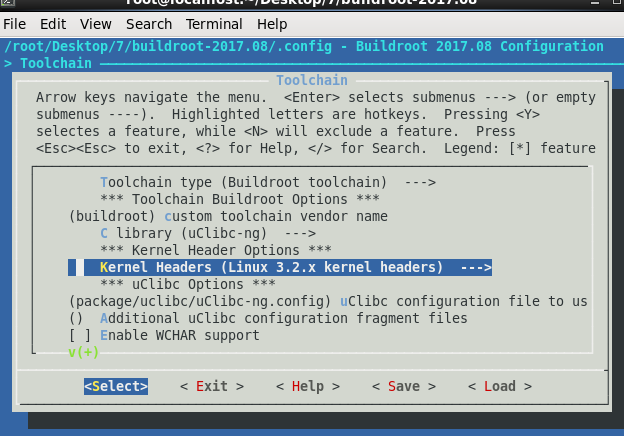 root@localhost:~/Desktop/7/buildroot-2017.08
File Edit View Search Terminal Help
/root/Desktop/7/buildroot-2017.08/.config - Buildroot 2017.08 Configuration
> Toolchain
Toolchain
Arrow keys navigate the menu. <Enter> selects submenus ---> (or empty
submenus ----). Highlighted letters are hotkeys. Pressing <Y>
selectes a feature, while <N> will exclude a feature. Press
<Esc><Esc> to exit, <?> for Help, </> for Search. Legend: [*] feature
Toolchain type (Buildroot toolchain) --->
*** Toolchain Buildroot Options ***
(buildroot) custom toolchain vendor name
C library (uClibc-ng) --->
*** Kernel Header Options ***
Kernel Headers (Linux 3.2.x kernel headers) --->
*** uClibc Options ***
(package/uclibc/uClibc-ng.config) uClibc configuration file to us
() Additional uClibc configuration fragment files
[ ] Enable WCHAR support
v(+)
<Select> < Exit > < Help > < Save > < Load >